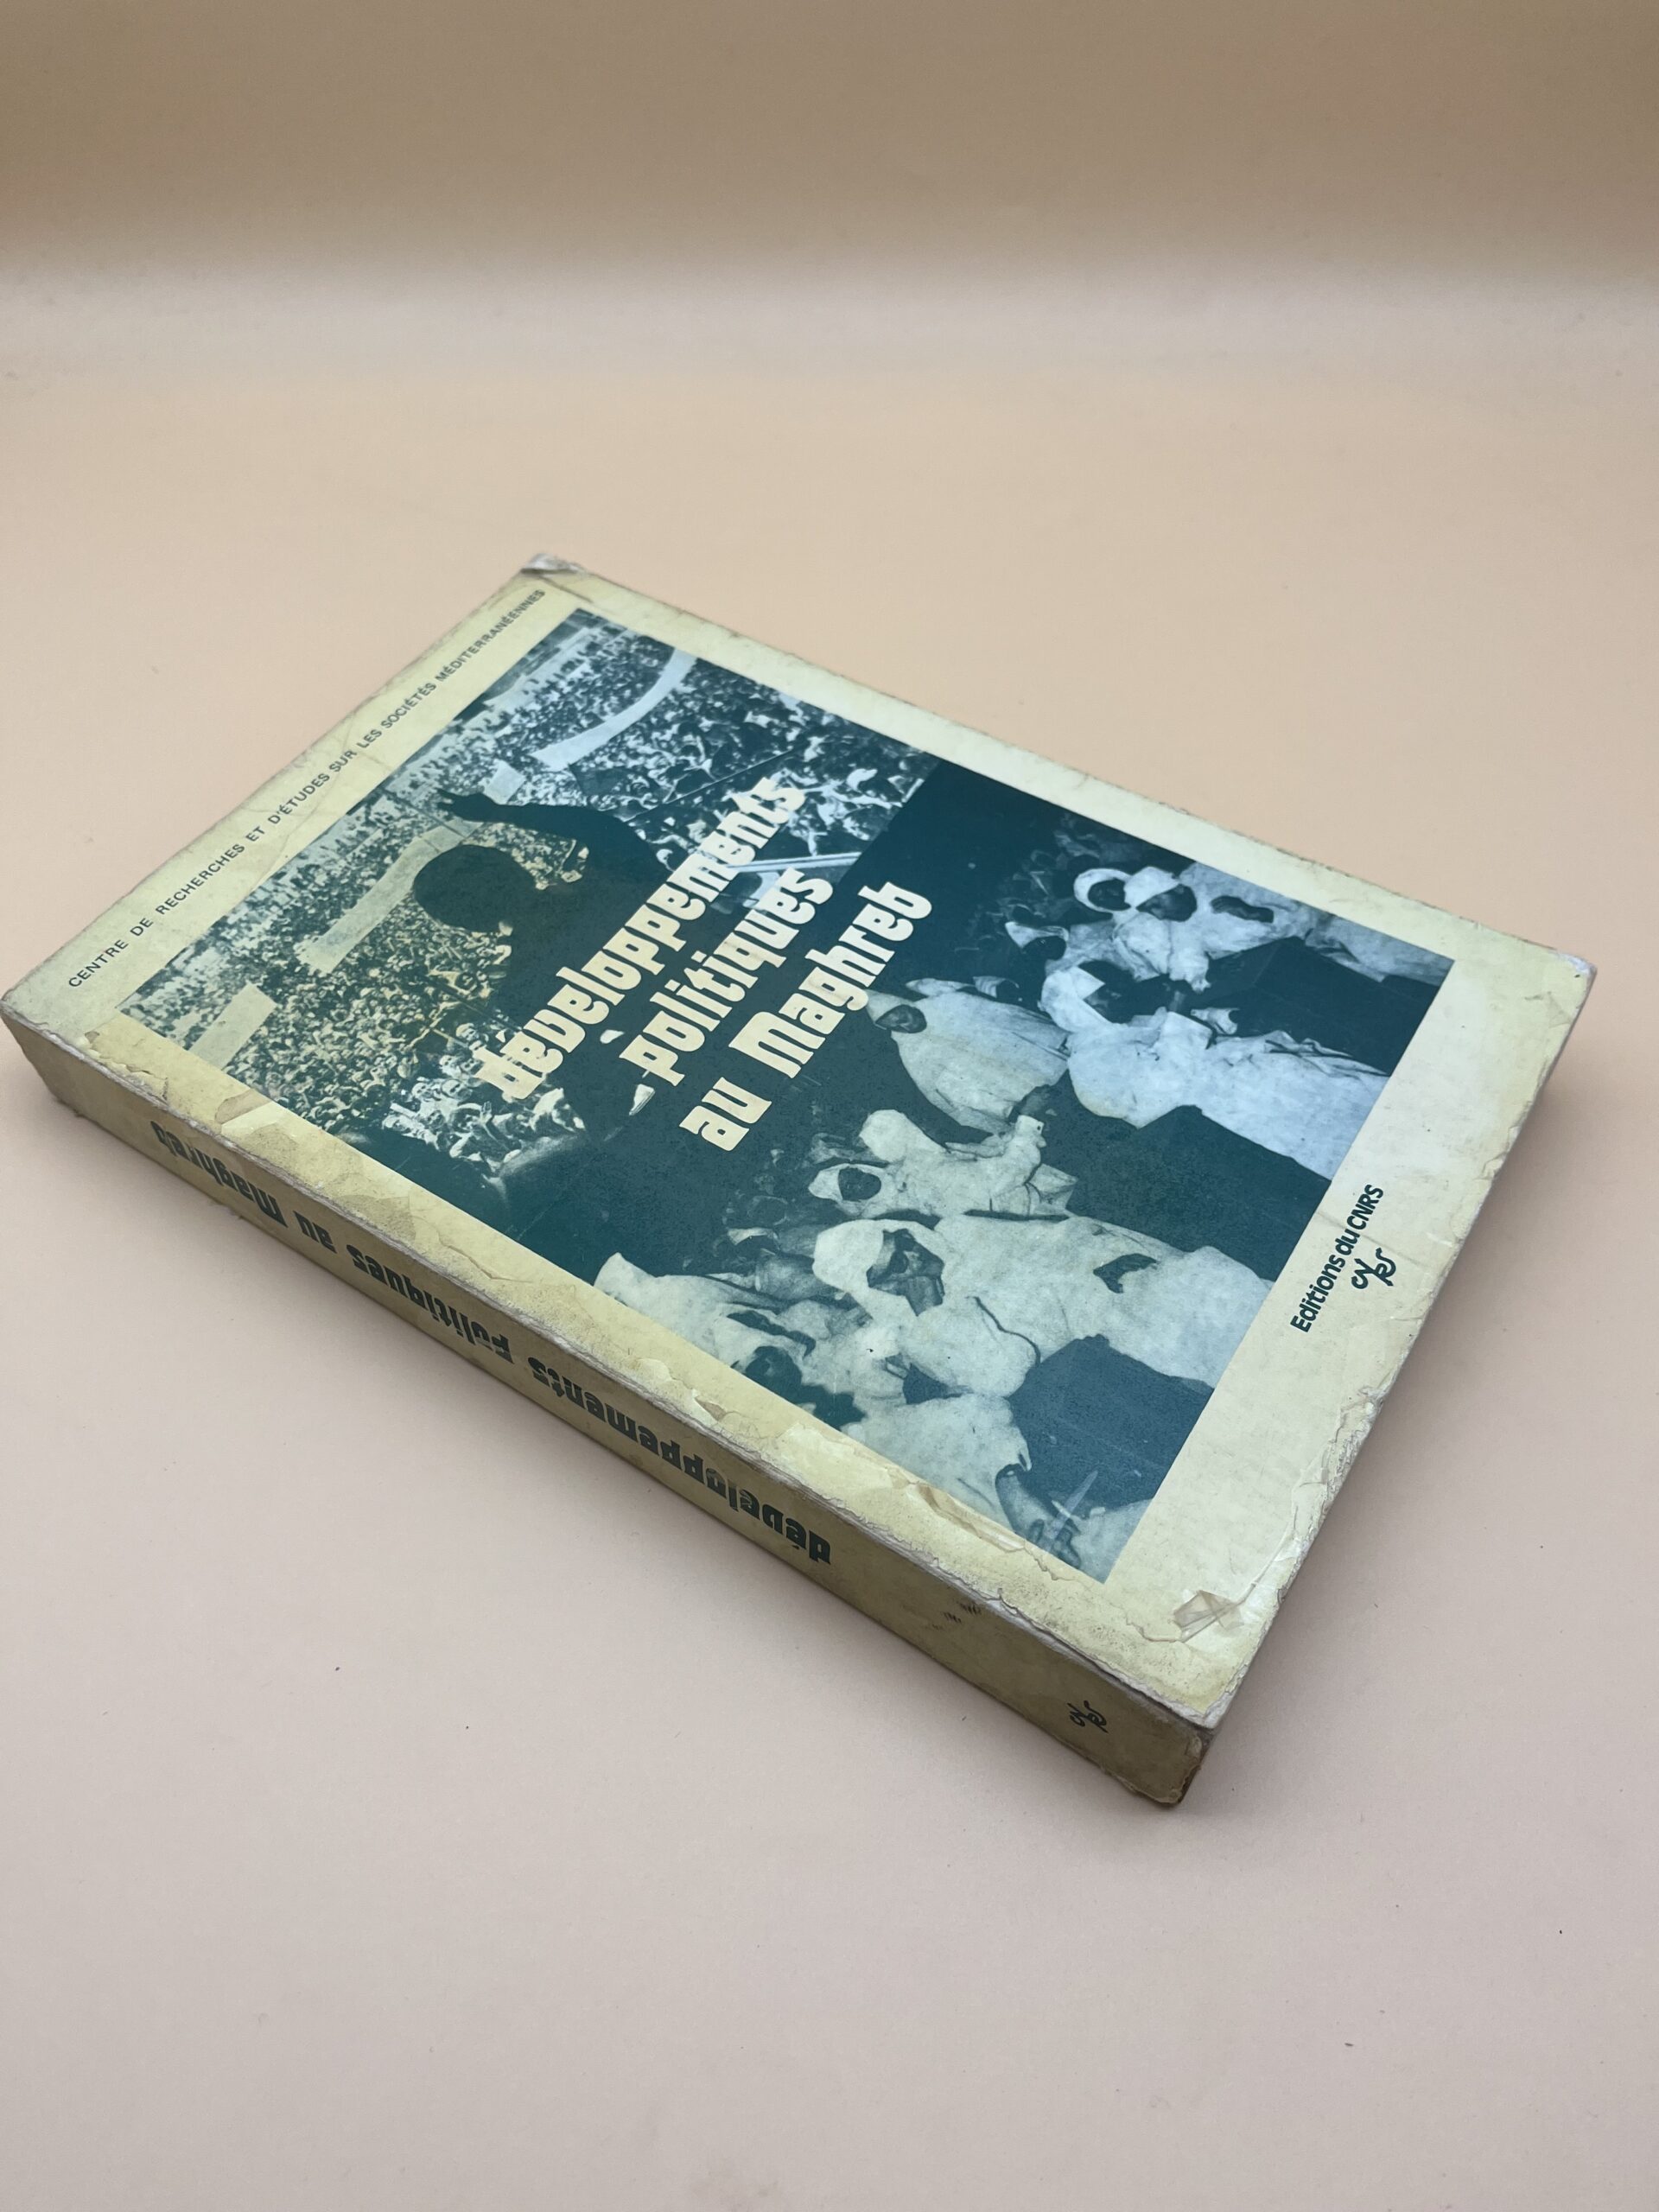 CENTRE DE RECHERCHES ET D'ÉTUDES SUR LES SOCIÉTÉS MÉDITERRANÉENNES
développements
politiques
au Maghreb
Editions du CNRS
développements politiques au Maghreb